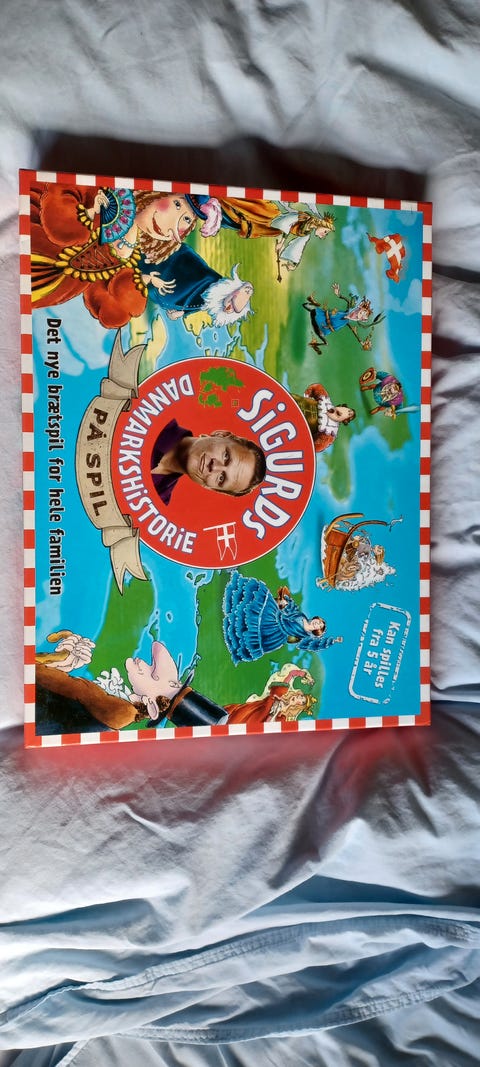 SiGURDS
DANMARKSHiSTORiE
PÅ SPIL
Kan spilles
fra 5 år
Det nye brætspil for hele familien